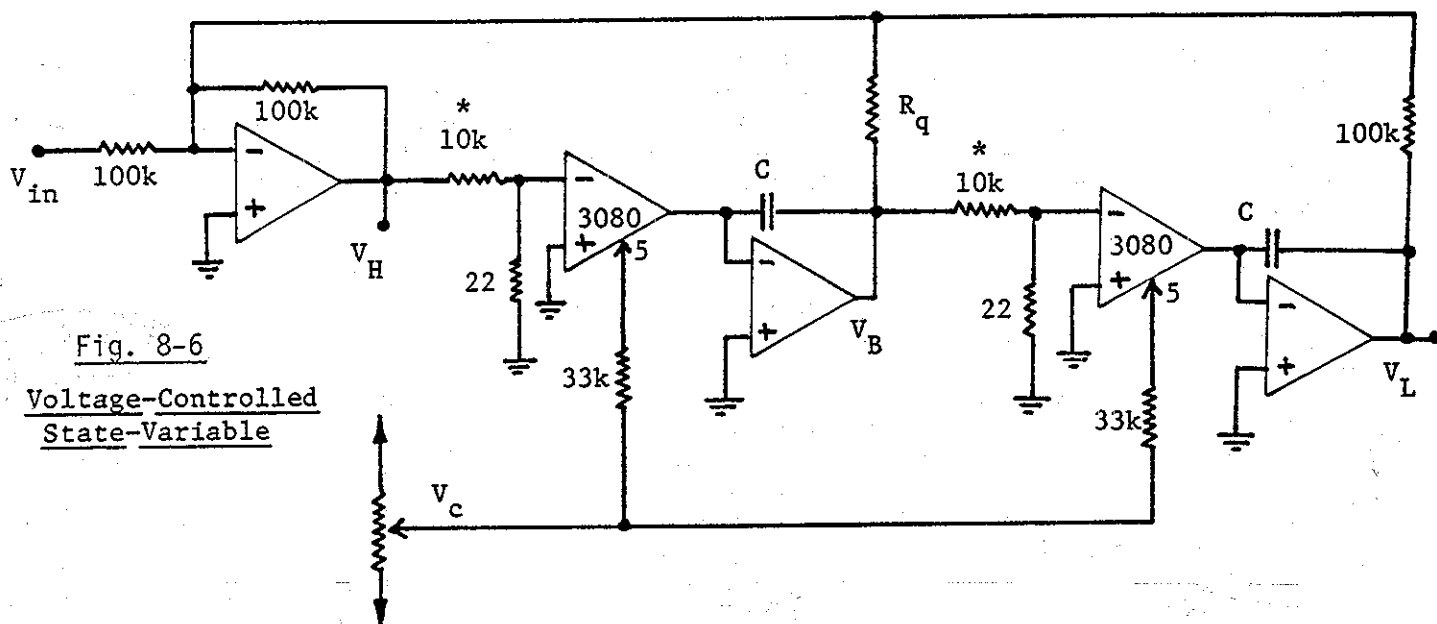 100k
*
10k
R
q
100k
V
in
100k
−
+
V
H
−
3080
+
5
C
*
10k
−
3080
+
5
C
22
−
+
V
B
22
−
+
V
L
33k
33k
Fig. 8-6
Voltage-Controlled
State-Variable
V
c